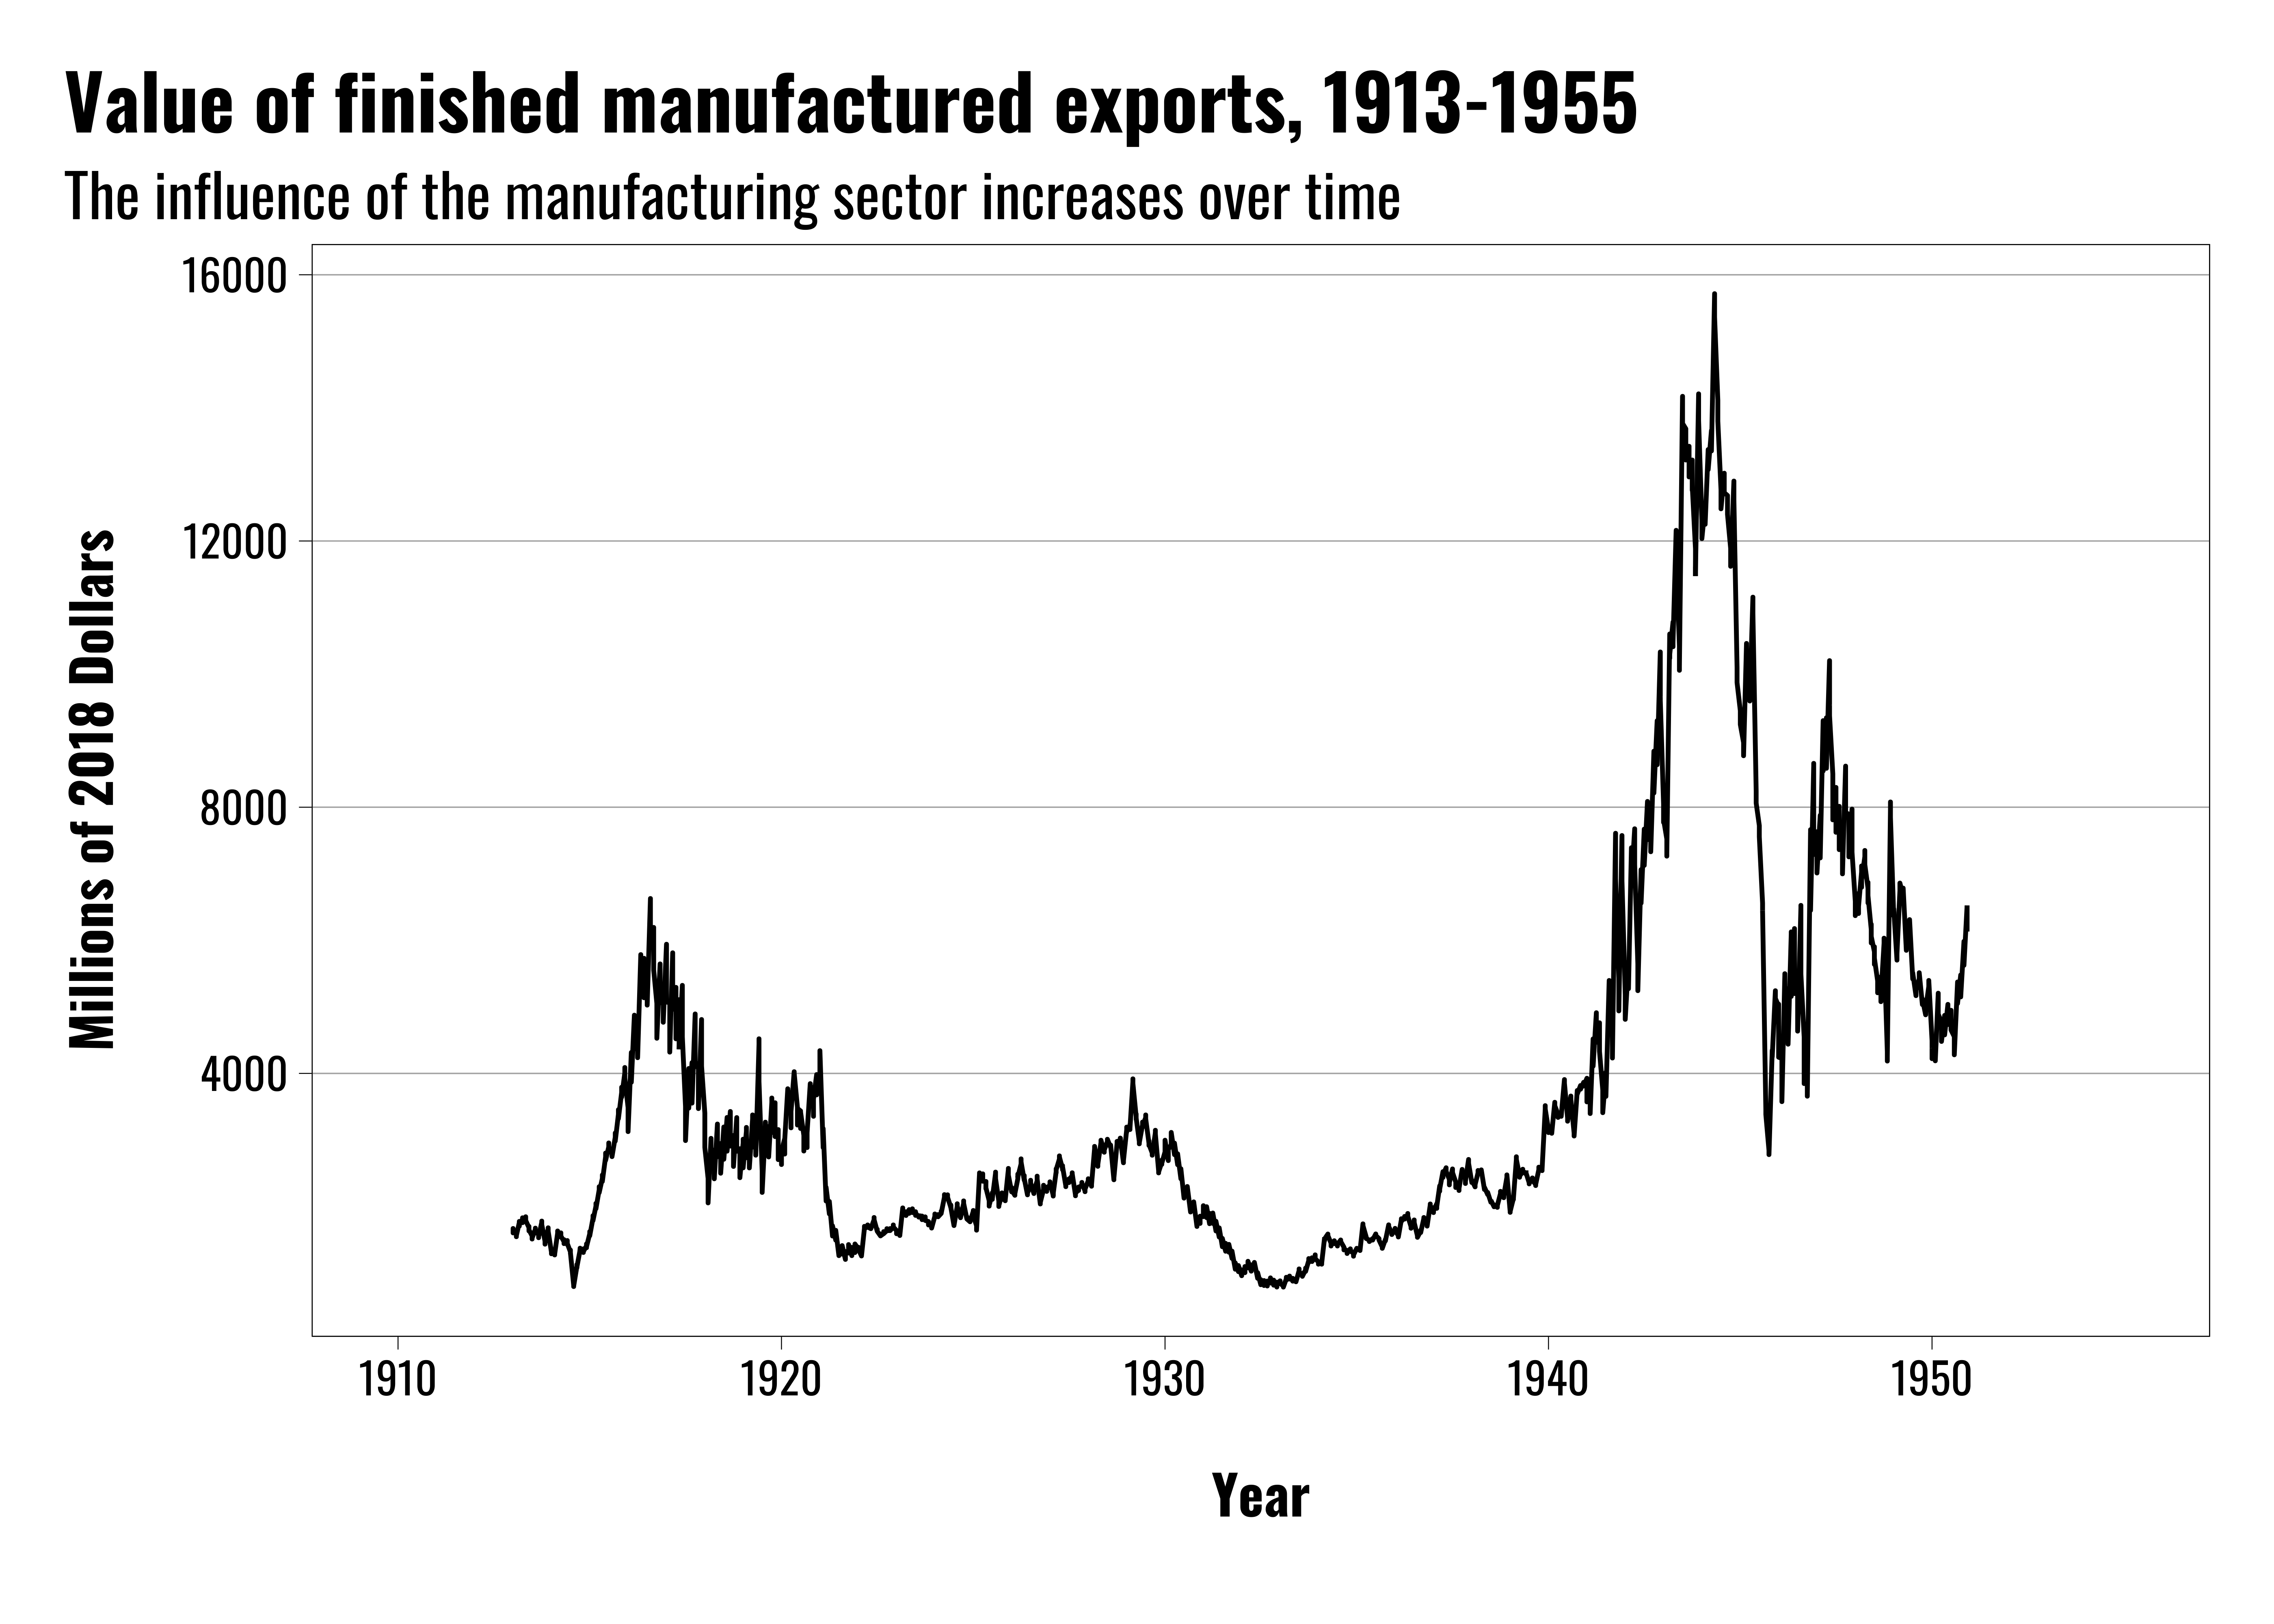 Value of finished manufactured exports, 1913-1955
The influence of the manufacturing sector increases over time
Millions of 2018 Dollars
16000
12000
8000
4000
1910
1920
1930
1940
1950
Year